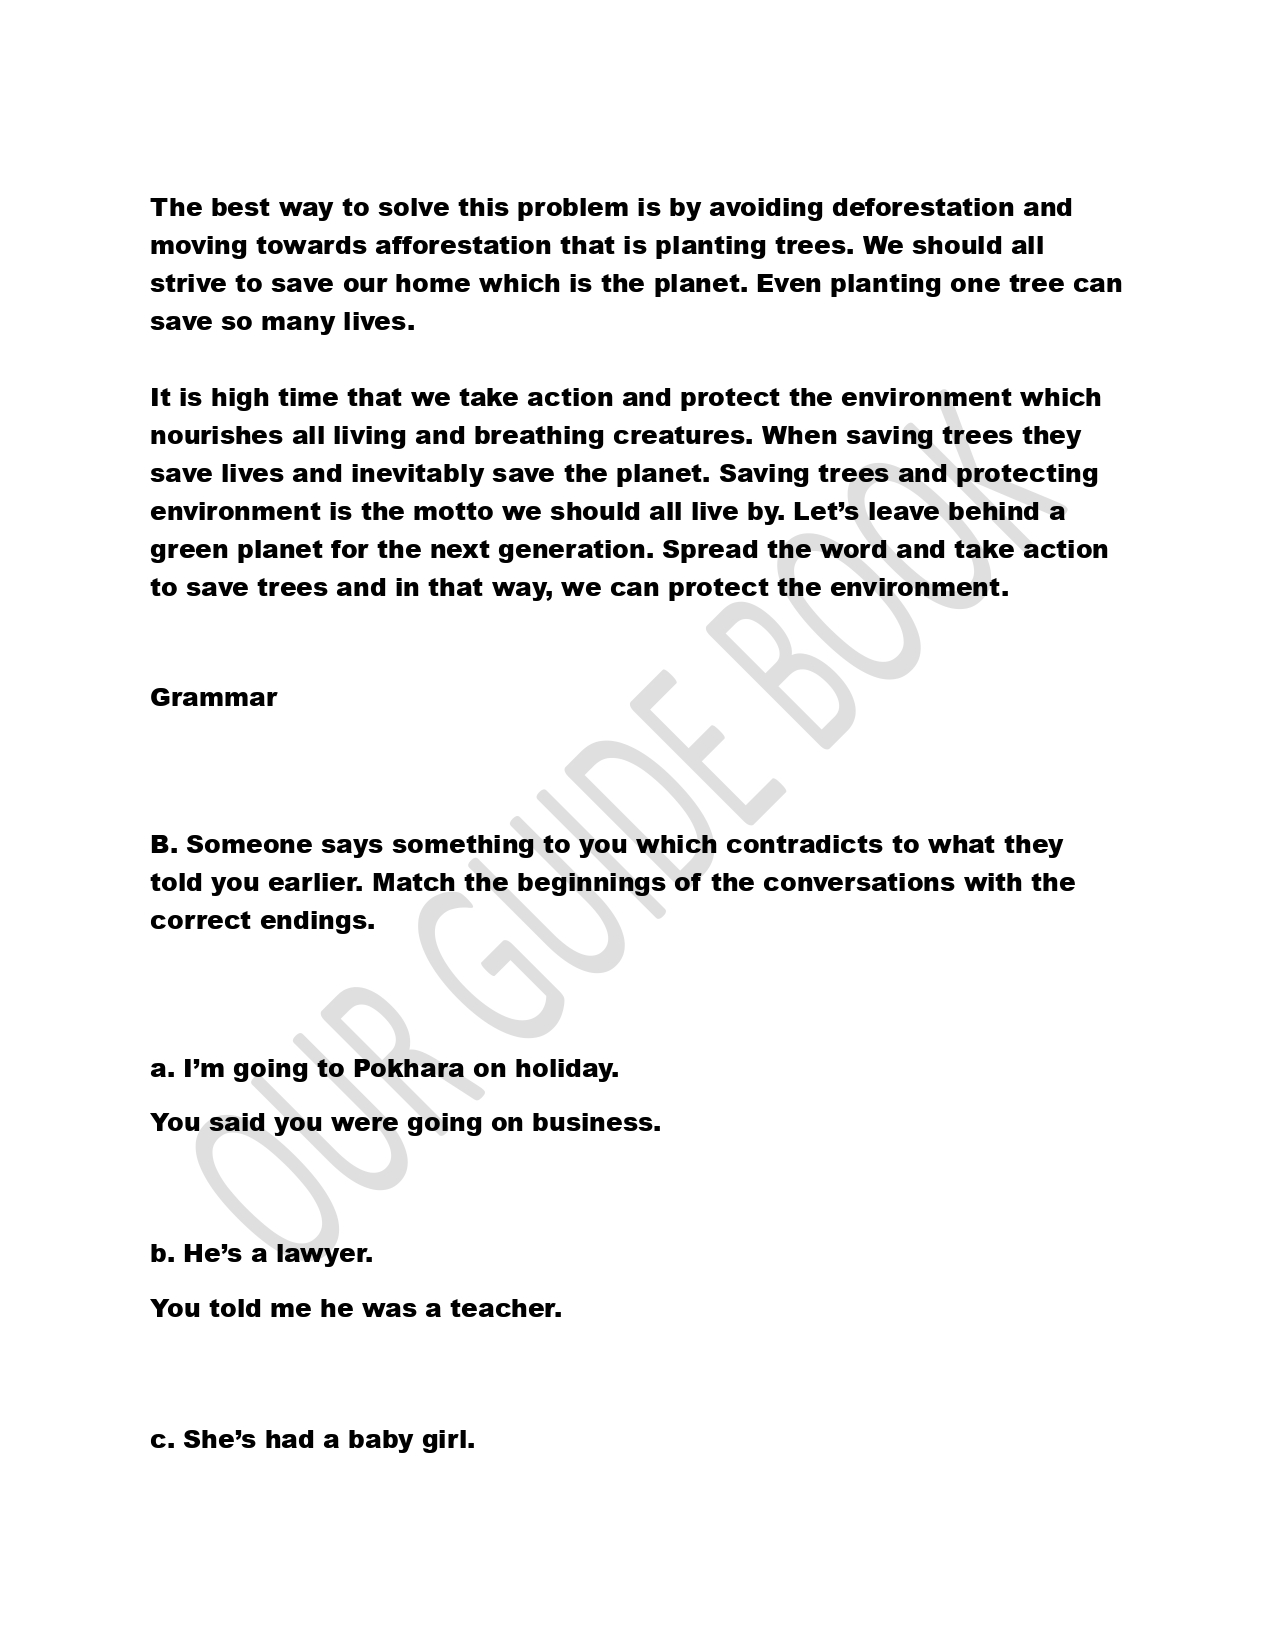 The best way to solve this problem is by avoiding deforestation and
moving towards afforestation that is planting trees. We should all
strive to save our home which is the planet. Even planting one tree can
save so many lives.
It is high time that we take action and protect the environment which
nourishes all living and breathing creatures. When saving trees they
save lives and inevitably save the planet. Saving trees and protecting
environment is the motto we should all live by. Let’s leave behind a
green planet for the next generation. Spread the word and take action
to save trees and in that way, we can protect the environment.
Grammar
B. Someone says something to you which contradicts to what they
told you earlier. Match the beginnings of the conversations with the
correct endings.
a. I’m going to Pokhara on holiday.
You said you were going on business.
b. He’s a lawyer.
You told me he was a teacher.
c. She’s had a baby girl.
OUR GUIDE BOOK